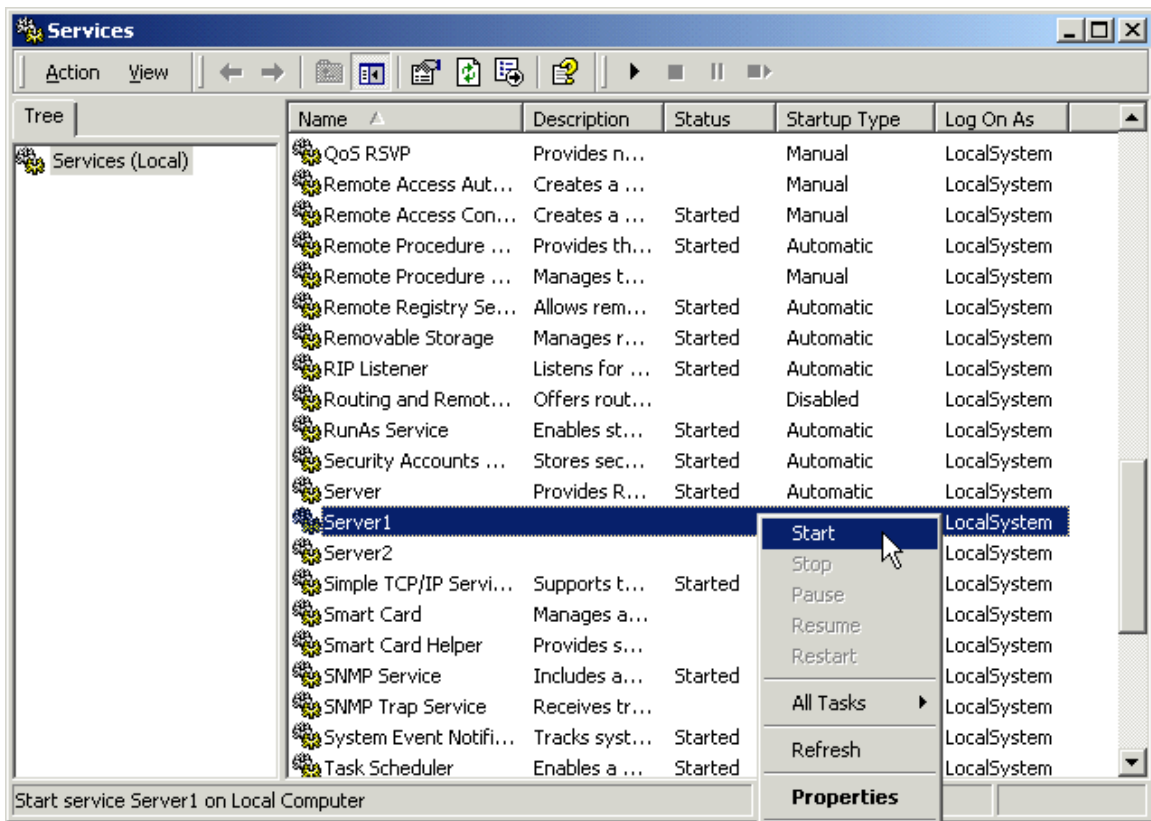 Services
Action View
Tree
Services (Local)
Name Description Status Startup Type Log On As
QoS RSVP Provides n... Manual LocalSystem
Remote Access Aut... Creates a ... Manual LocalSystem
Remote Access Con... Creates a ... Started Manual LocalSystem
Remote Procedure ... Provides th... Started Automatic LocalSystem
Remote Procedure ... Manages t... Manual LocalSystem
Remote Registry Se... Allows rem... Started Automatic LocalSystem
Removable Storage Manages r... Started Automatic LocalSystem
RIP Listener Listens for ... Started Automatic LocalSystem
Routing and Remot... Offers rout... Disabled LocalSystem
RunAs Service Enables st... Started Automatic LocalSystem
Security Accounts ... Stores sec... Started Automatic LocalSystem
Server Provides R... Started Automatic LocalSystem
Server1 LocalSystem
Server2 LocalSystem
Simple TCP/IP Servi... Supports t... Started LocalSystem
Smart Card Manages a... LocalSystem
Smart Card Helper Provides s... LocalSystem
SNMP Service Includes a... Started LocalSystem
SNMP Trap Service Receives tr... LocalSystem
System Event Notifi... Tracks syst... Started LocalSystem
Task Scheduler Enables a ... Started LocalSystem
Start
Stop
Pause
Resume
Restart
All Tasks
Refresh
Properties
Start service Server1 on Local Computer